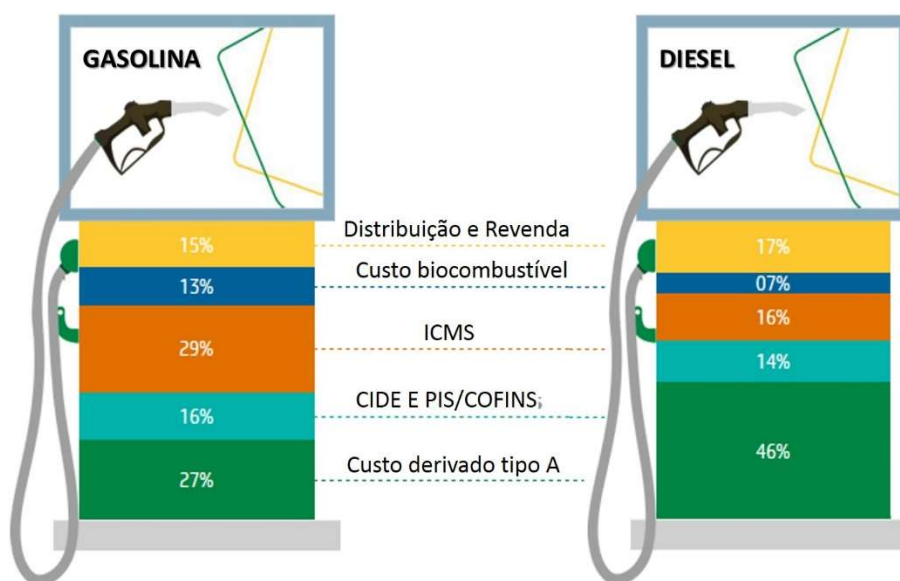 GASOLINA
DIESEL
15%
Distribuição e Revenda
17%
13%
Custo biocombustível
07%
29%
ICMS
16%
16%
CIDE E PIS/COFINS;
14%
27%
Custo derivado tipo A
46%